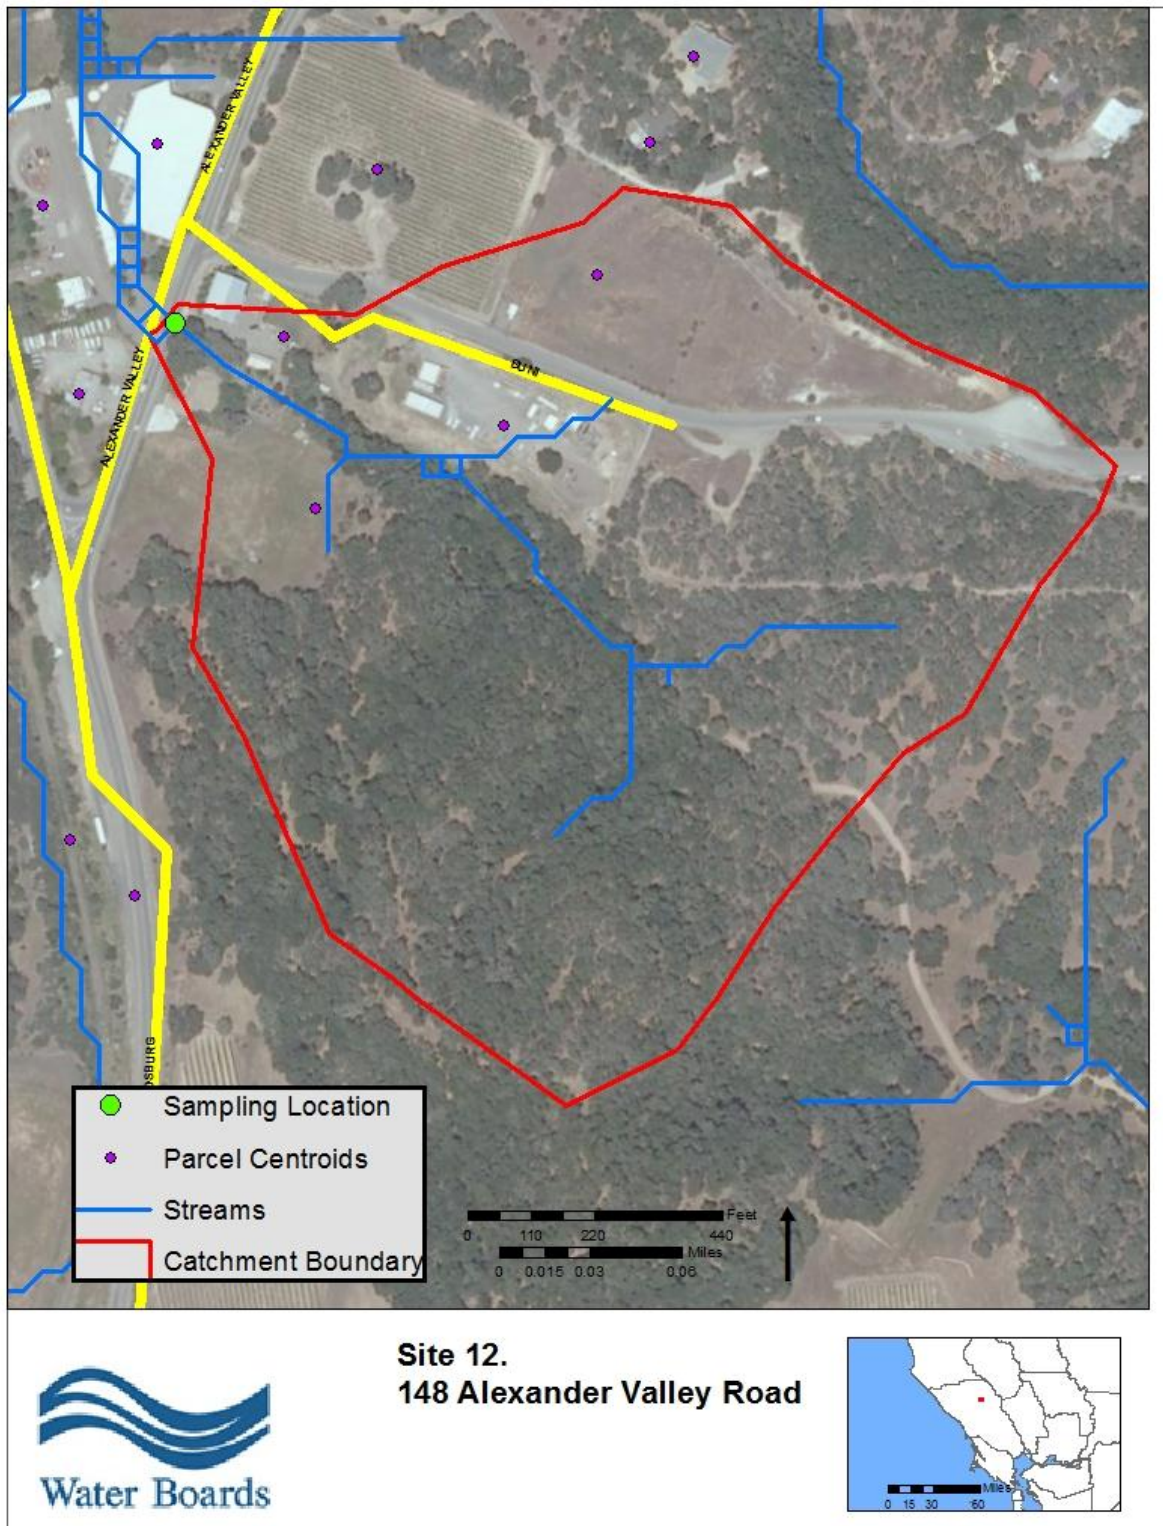 ALEXANDER VALLEY
ALEXANDER VALLEY
BUNI
OSBURG
Sampling Location
Parcel Centroids
Streams
Catchment Boundary
Feet
0 110 220 440
Miles
0 0.015 0.03 0.06
Site 12.
148 Alexander Valley Road
Water Boards
Miles
0 15 30 60